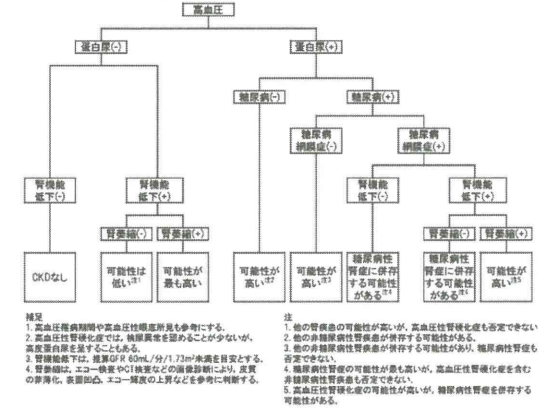 高血圧
蛋白尿(-)
蛋白尿(+)
糖尿病(-)
糖尿病(+)
糖尿病
網膜症(-)
糖尿病
網膜症(+)
腎機能
低下(-)
腎機能
低下(+)
腎機能
低下(-)
腎機能
低下(+)
腎萎縮(-)
腎萎縮(+)
腎萎縮(-)
腎萎縮(+)
CKDなし
可能性は
低い注1
可能性が
最も高い
可能性が
高い注2
可能性が
高い注3
糖尿病性
腎症に併存
する可能性
がある注4
糖尿病性
腎症に併存
する可能性
がある注4
可能性が
高い注5
補足
1. 高血圧罹病期間や高血圧性眼底所見も参考にする.
2. 高血圧性腎硬化症では, 検尿異常を認めることが少ないが,
高度蛋白尿を呈することもある.
3. 腎機能低下は, 推算GFR 60mL/分/1.73m²未満を目安とする.
4. 腎萎縮は, エコー検査やCT検査などの画像診断により, 皮質
の菲薄化, 表面凹凸, エコー輝度の上昇などを参考に判断する.
注
1. 他の腎疾患の可能性が高いが, 高血圧性腎硬化症も否定できない
2. 他の非糖尿病性腎疾患が併存する可能性がある.
3. 他の非糖尿病性腎疾患が併存する可能性があり, 糖尿病性腎症も
否定できない.
4. 糖尿病性腎症の可能性が最も高いが, 高血圧性腎硬化症を含む
非糖尿病性腎疾患も否定できない.
5. 高血圧性腎硬化症の可能性が高いが, 糖尿病性腎症を併存する
可能性がある.